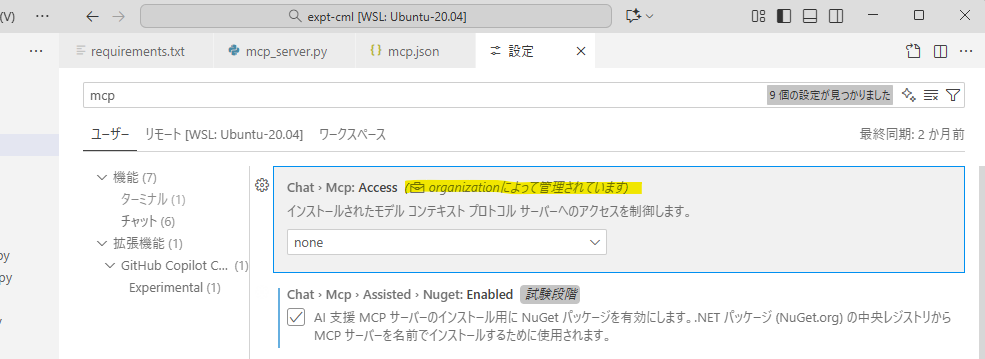 (V)
expt-cml [WSL: Ubuntu-20.04]
requirements.txt
mcp_server.py
mcp.json
設定
mcp
9 個の設定が見つかりました
ユーザー
リモート [WSL: Ubuntu-20.04]
ワークスペース
最終同期: 2 か月前
機能 (7)
ターミナル (1)
チャット (6)
拡張機能 (1)
GitHub Copilot C... (1)
Experimental (1)
py
py
Chat › Mcp: Access (organizationによって管理されています)
インストールされたモデル コンテキスト プロトコル サーバーへのアクセスを制御します。
none
Chat › Mcp › Assisted › Nuget: Enabled 試験段階
AI 支援 MCP サーバーのインストール用に NuGet パッケージを有効にします。.NET パッケージ (NuGet.org) の中央レジストリから
MCP サーバーを名前でインストールするために使用されます。